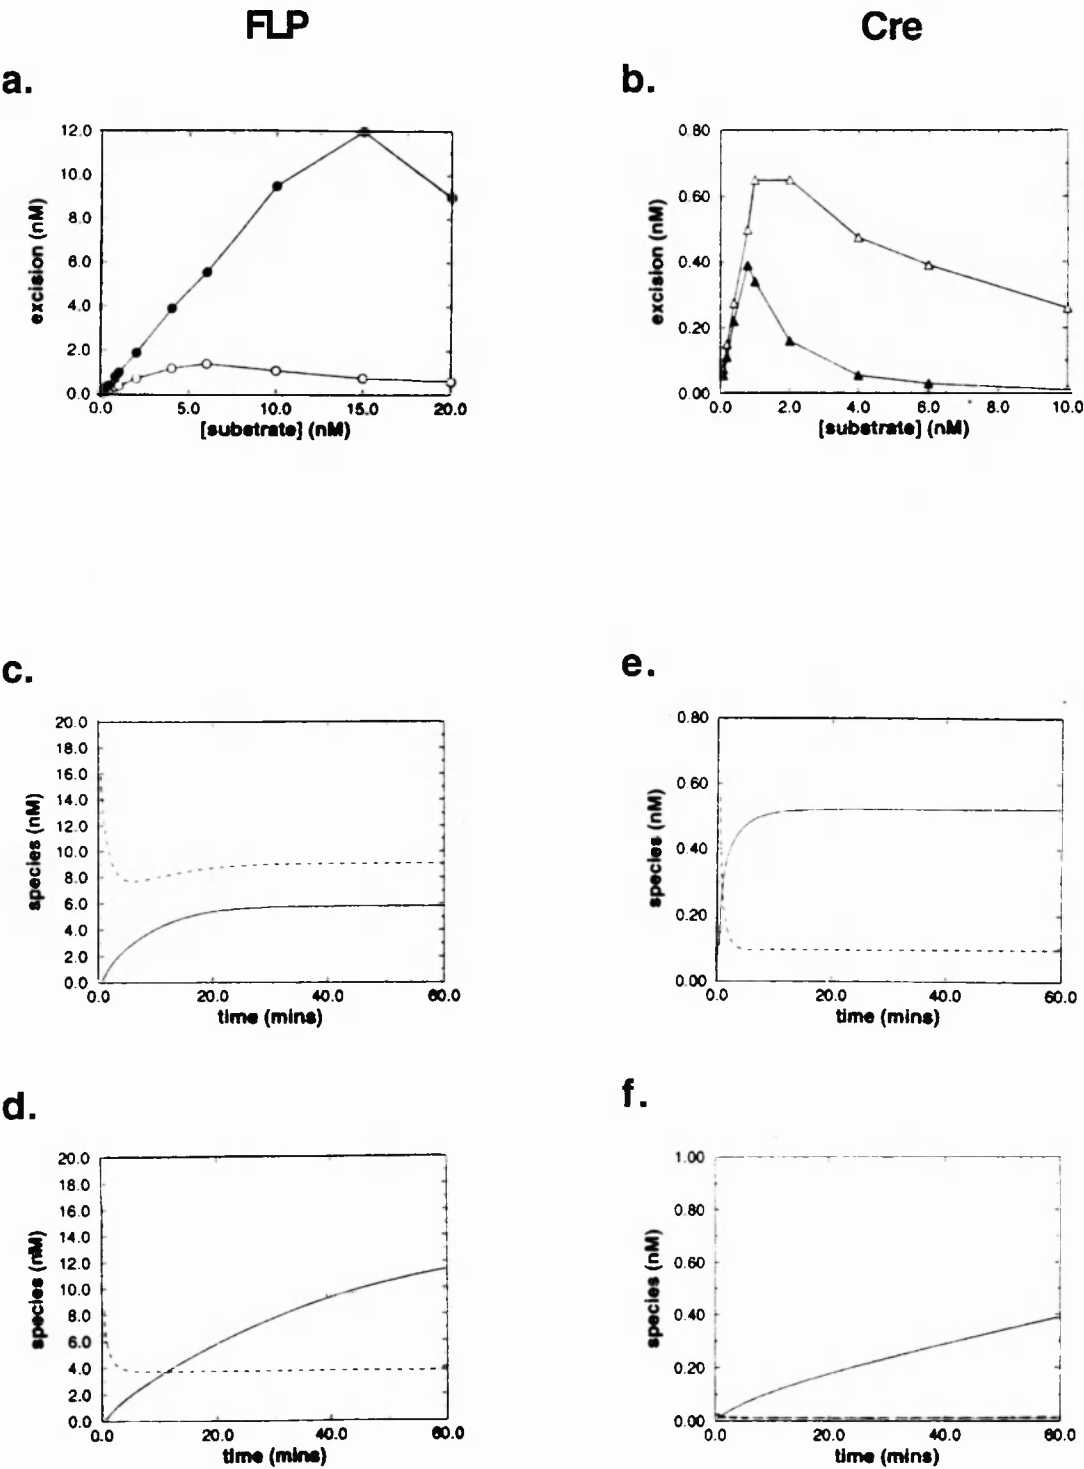 FLP
Cre
a.
12.0
10.0
8.0
6.0
4.0
2.0
0.0
excision (nM)
0.0 5.0 10.0 15.0 20.0
[substrate] (nM)
b.
0.80
0.60
0.40
0.20
0.00
excision (nM)
0.0 2.0 4.0 6.0 8.0 10.0
[substrate] (nM)
c.
20.0
18.0
16.0
14.0
12.0
10.0
8.0
6.0
4.0
2.0
0.0
species (nM)
0.0 20.0 40.0 60.0
time (mins)
e.
0.80
0.60
0.40
0.20
0.00
species (nM)
0.0 20.0 40.0 60.0
time (mins)
d.
20.0
18.0
16.0
14.0
12.0
10.0
8.0
6.0
4.0
2.0
0.0
species (nM)
0.0 20.0 40.0 60.0
time (mins)
f.
1.00
0.80
0.60
0.40
0.20
0.00
species (nM)
0.0 20.0 40.0 60.0
time (mins)